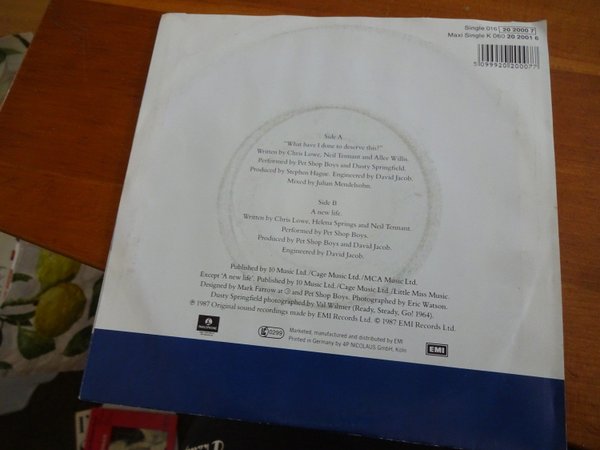 Single 016 20 2000 7
Maxi Single K 060 20 2001 6
5099920200077
Side A
"What have I done to deserve this?"
Written by Chris Lowe, Neil Tennant and Allee Willis.
Performed by Pet Shop Boys and Dusty Springfield.
Produced by Stephen Hague. Engineered by David Jacob.
Mixed by Julian Mendelsohn.
Side B
A new life.
Written by Chris Lowe, Helena Springs and Neil Tennant.
Performed by Pet Shop Boys.
Produced by Pet Shop Boys and David Jacob.
Engineered by David Jacob.
Published by 10 Music Ltd./Cage Music Ltd./MCA Music Ltd.
Except 'A new life'. Published by 10 Music Ltd./Cage Music Ltd./Little Miss Music.
Designed by Mark Farrow at ③ and Pet Shop Boys. Photographed by Eric Watson.
Dusty Springfield photographed by Val Wilmer (Ready, Steady, Go! 1964).
℗ 1987 Original sound recordings made by EMI Records Ltd. © 1987 EMI Records Ltd.
PARLOPHONE
LC 0299
Marketed, manufactured and distributed by EMI
Printed in Germany by 4P NICOLAUS GmbH, Köln
EMI